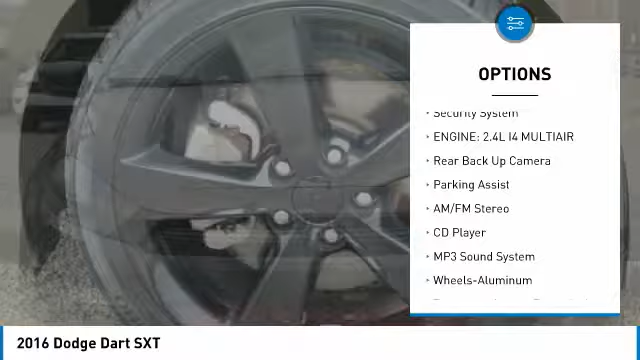 OPTIONS
Security System
ENGINE: 2.4L I4 MULTIAIR
Rear Back Up Camera
Parking Assist
AM/FM Stereo
CD Player
MP3 Sound System
Wheels-Aluminum
2016 Dodge Dart SXT